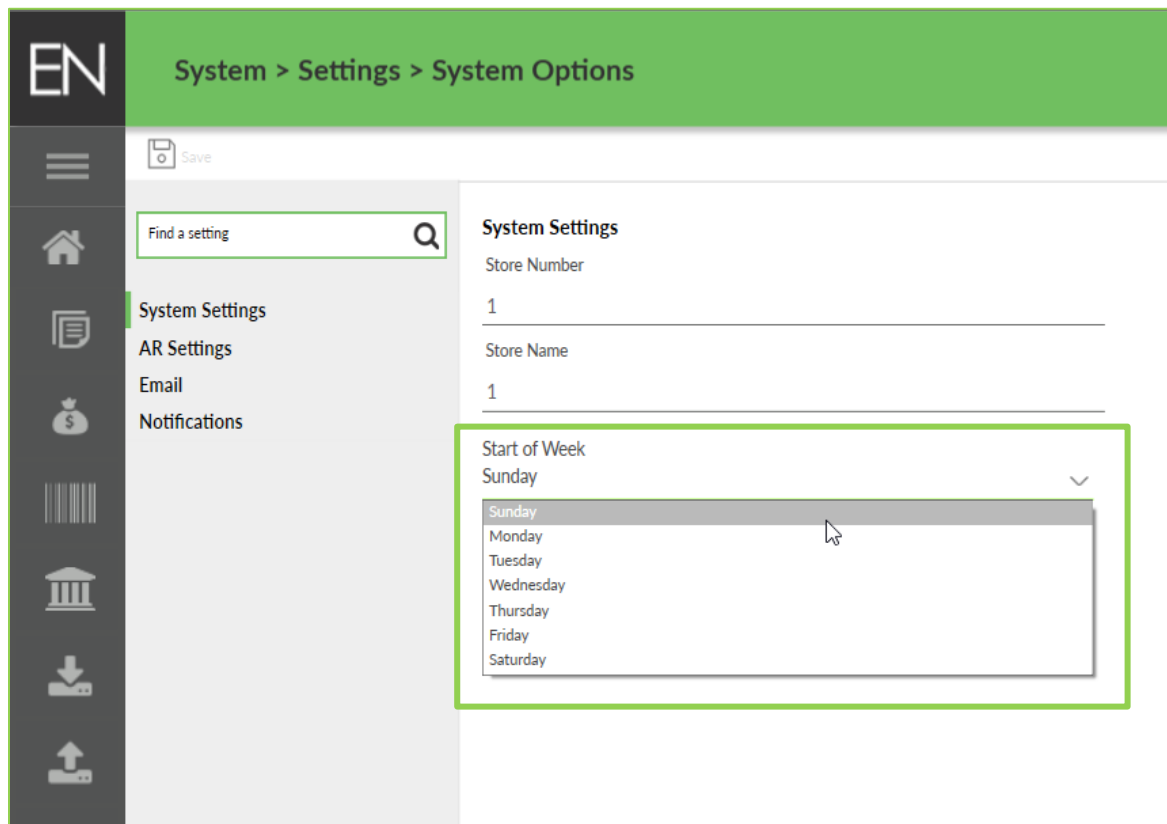 EN
System > Settings > System Options
Save
Find a setting
System Settings
AR Settings
Email
Notifications
System Settings
Store Number
1
Store Name
1
Start of Week
Sunday
Sunday
Monday
Tuesday
Wednesday
Thursday
Friday
Saturday